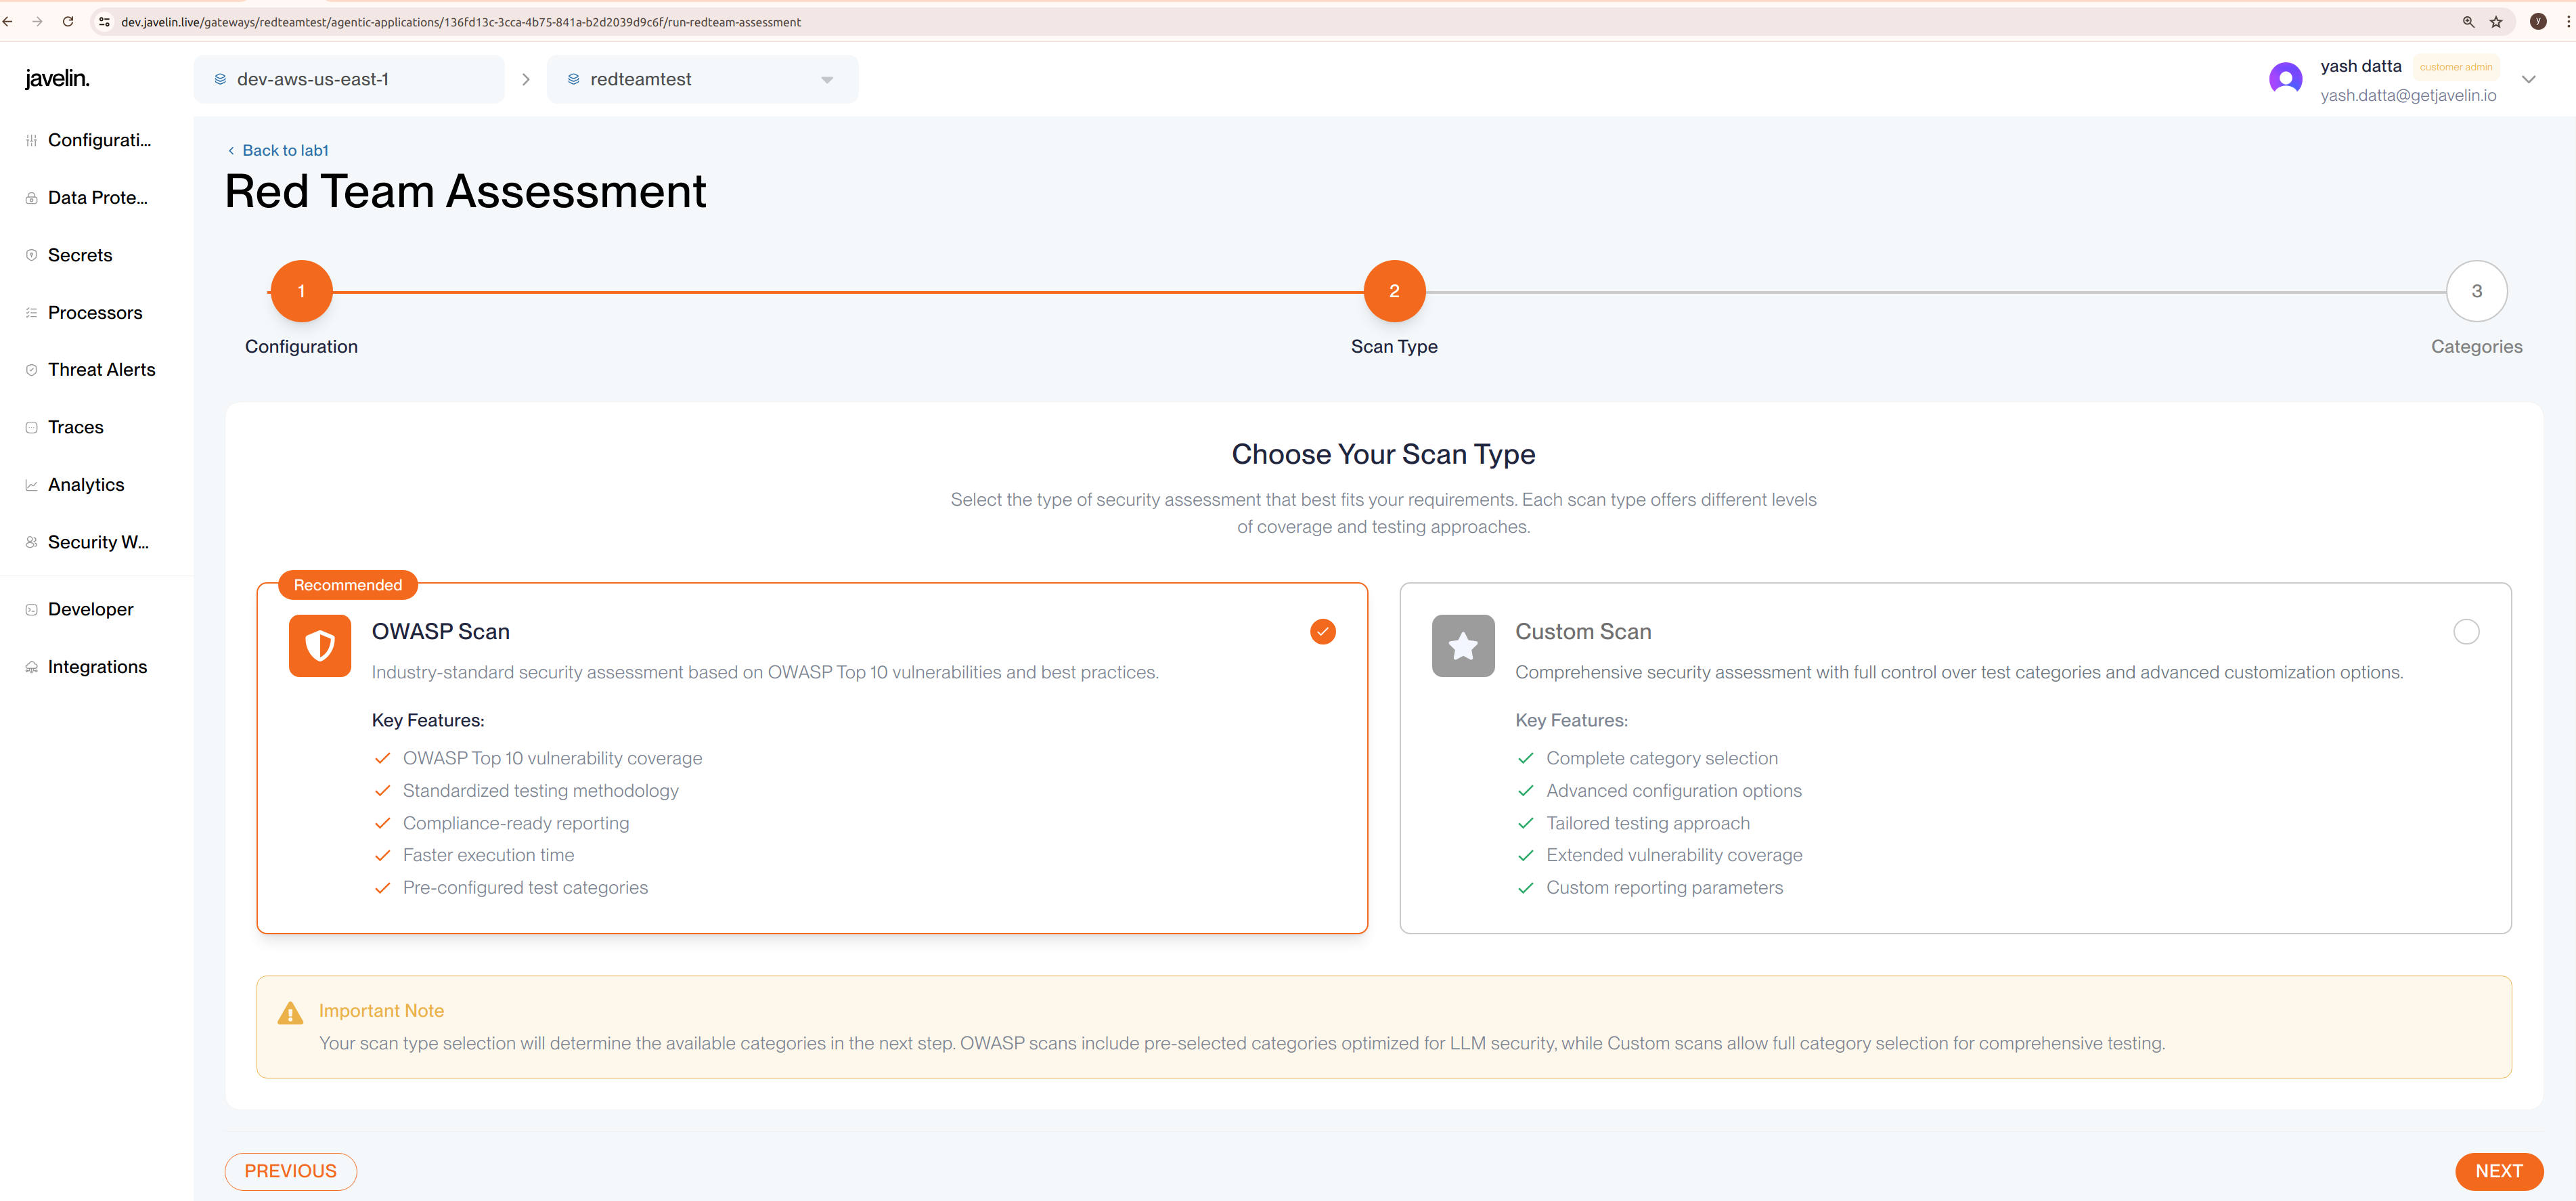 dev.javelin.live/gateways/redteamtest/agentic-applications/136fd13c-3cca-4b75-841a-b2d2039d9c6f/run-redteam-assessment
y
javelin.
dev-aws-us-east-1
redteamtest
yash datta
customer admin
yash.datta@getjavelin.io
Configurati...
Data Prote...
Secrets
Processors
Threat Alerts
Traces
Analytics
Security W...
Developer
Integrations
Back to lab1
Red Team Assessment
1
2
3
Configuration
Scan Type
Categories
Choose Your Scan Type
Select the type of security assessment that best fits your requirements. Each scan type offers different levels
of coverage and testing approaches.
Recommended
OWASP Scan
Industry-standard security assessment based on OWASP Top 10 vulnerabilities and best practices.
Key Features:
OWASP Top 10 vulnerability coverage
Standardized testing methodology
Compliance-ready reporting
Faster execution time
Pre-configured test categories
Custom Scan
Comprehensive security assessment with full control over test categories and advanced customization options.
Key Features:
Complete category selection
Advanced configuration options
Tailored testing approach
Extended vulnerability coverage
Custom reporting parameters
Important Note
Your scan type selection will determine the available categories in the next step. OWASP scans include pre-selected categories optimized for LLM security, while Custom scans allow full category selection for comprehensive testing.
PREVIOUS
NEXT